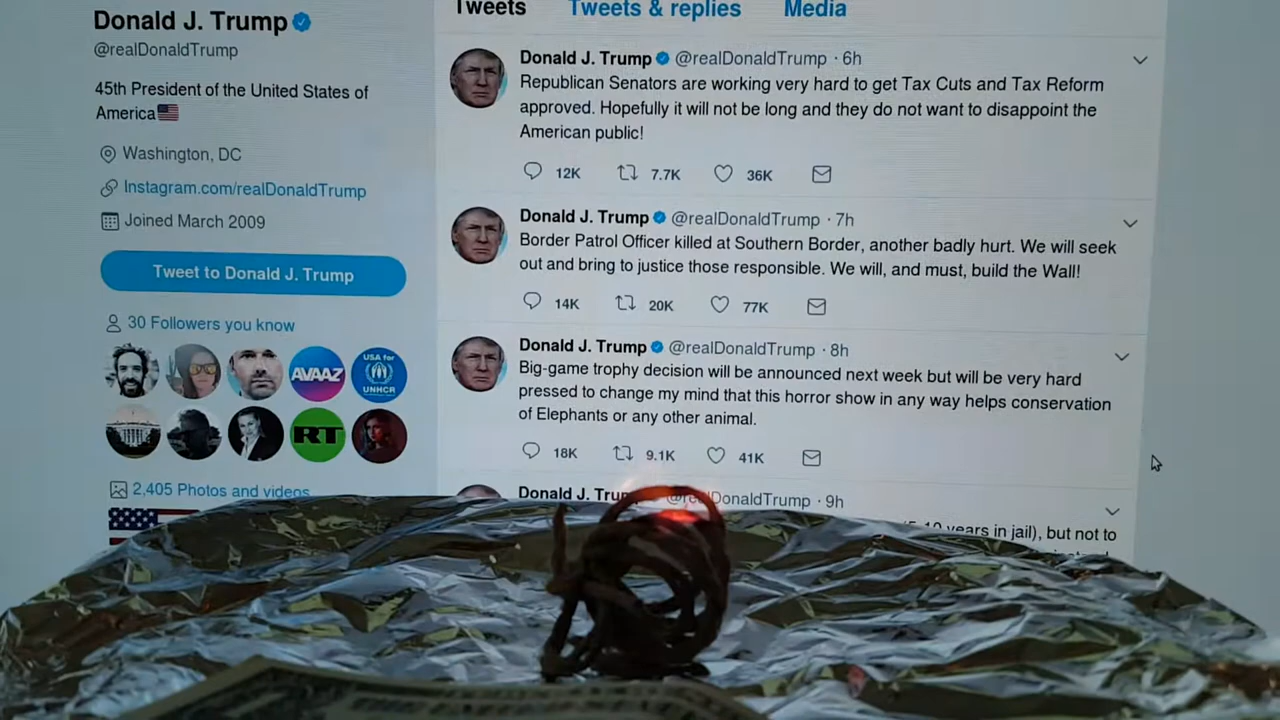 Donald J. Trump
@realDonaldTrump
45th President of the United States of
America
Washington, DC
Instagram.com/realDonaldTrump
Joined March 2009
Tweet to Donald J. Trump
30 Followers you know
AVAAZ
USA for
UNHCR
RT
2,405 Photos and videos
Tweets Tweets & replies Media
Donald J. Trump @realDonaldTrump · 6h
Republican Senators are working very hard to get Tax Cuts and Tax Reform
approved. Hopefully it will not be long and they do not want to disappoint the
American public!
12K 7.7K 36K
Donald J. Trump @realDonaldTrump · 7h
Border Patrol Officer killed at Southern Border, another badly hurt. We will seek
out and bring to justice those responsible. We will, and must, build the Wall!
14K 20K 77K
Donald J. Trump @realDonaldTrump · 8h
Big-game trophy decision will be announced next week but will be very hard
pressed to change my mind that this horror show in any way helps conservation
of Elephants or any other animal.
18K 9.1K 41K
Donald J. Trump @realDonaldTrump · 9h
10 years in jail), but not to